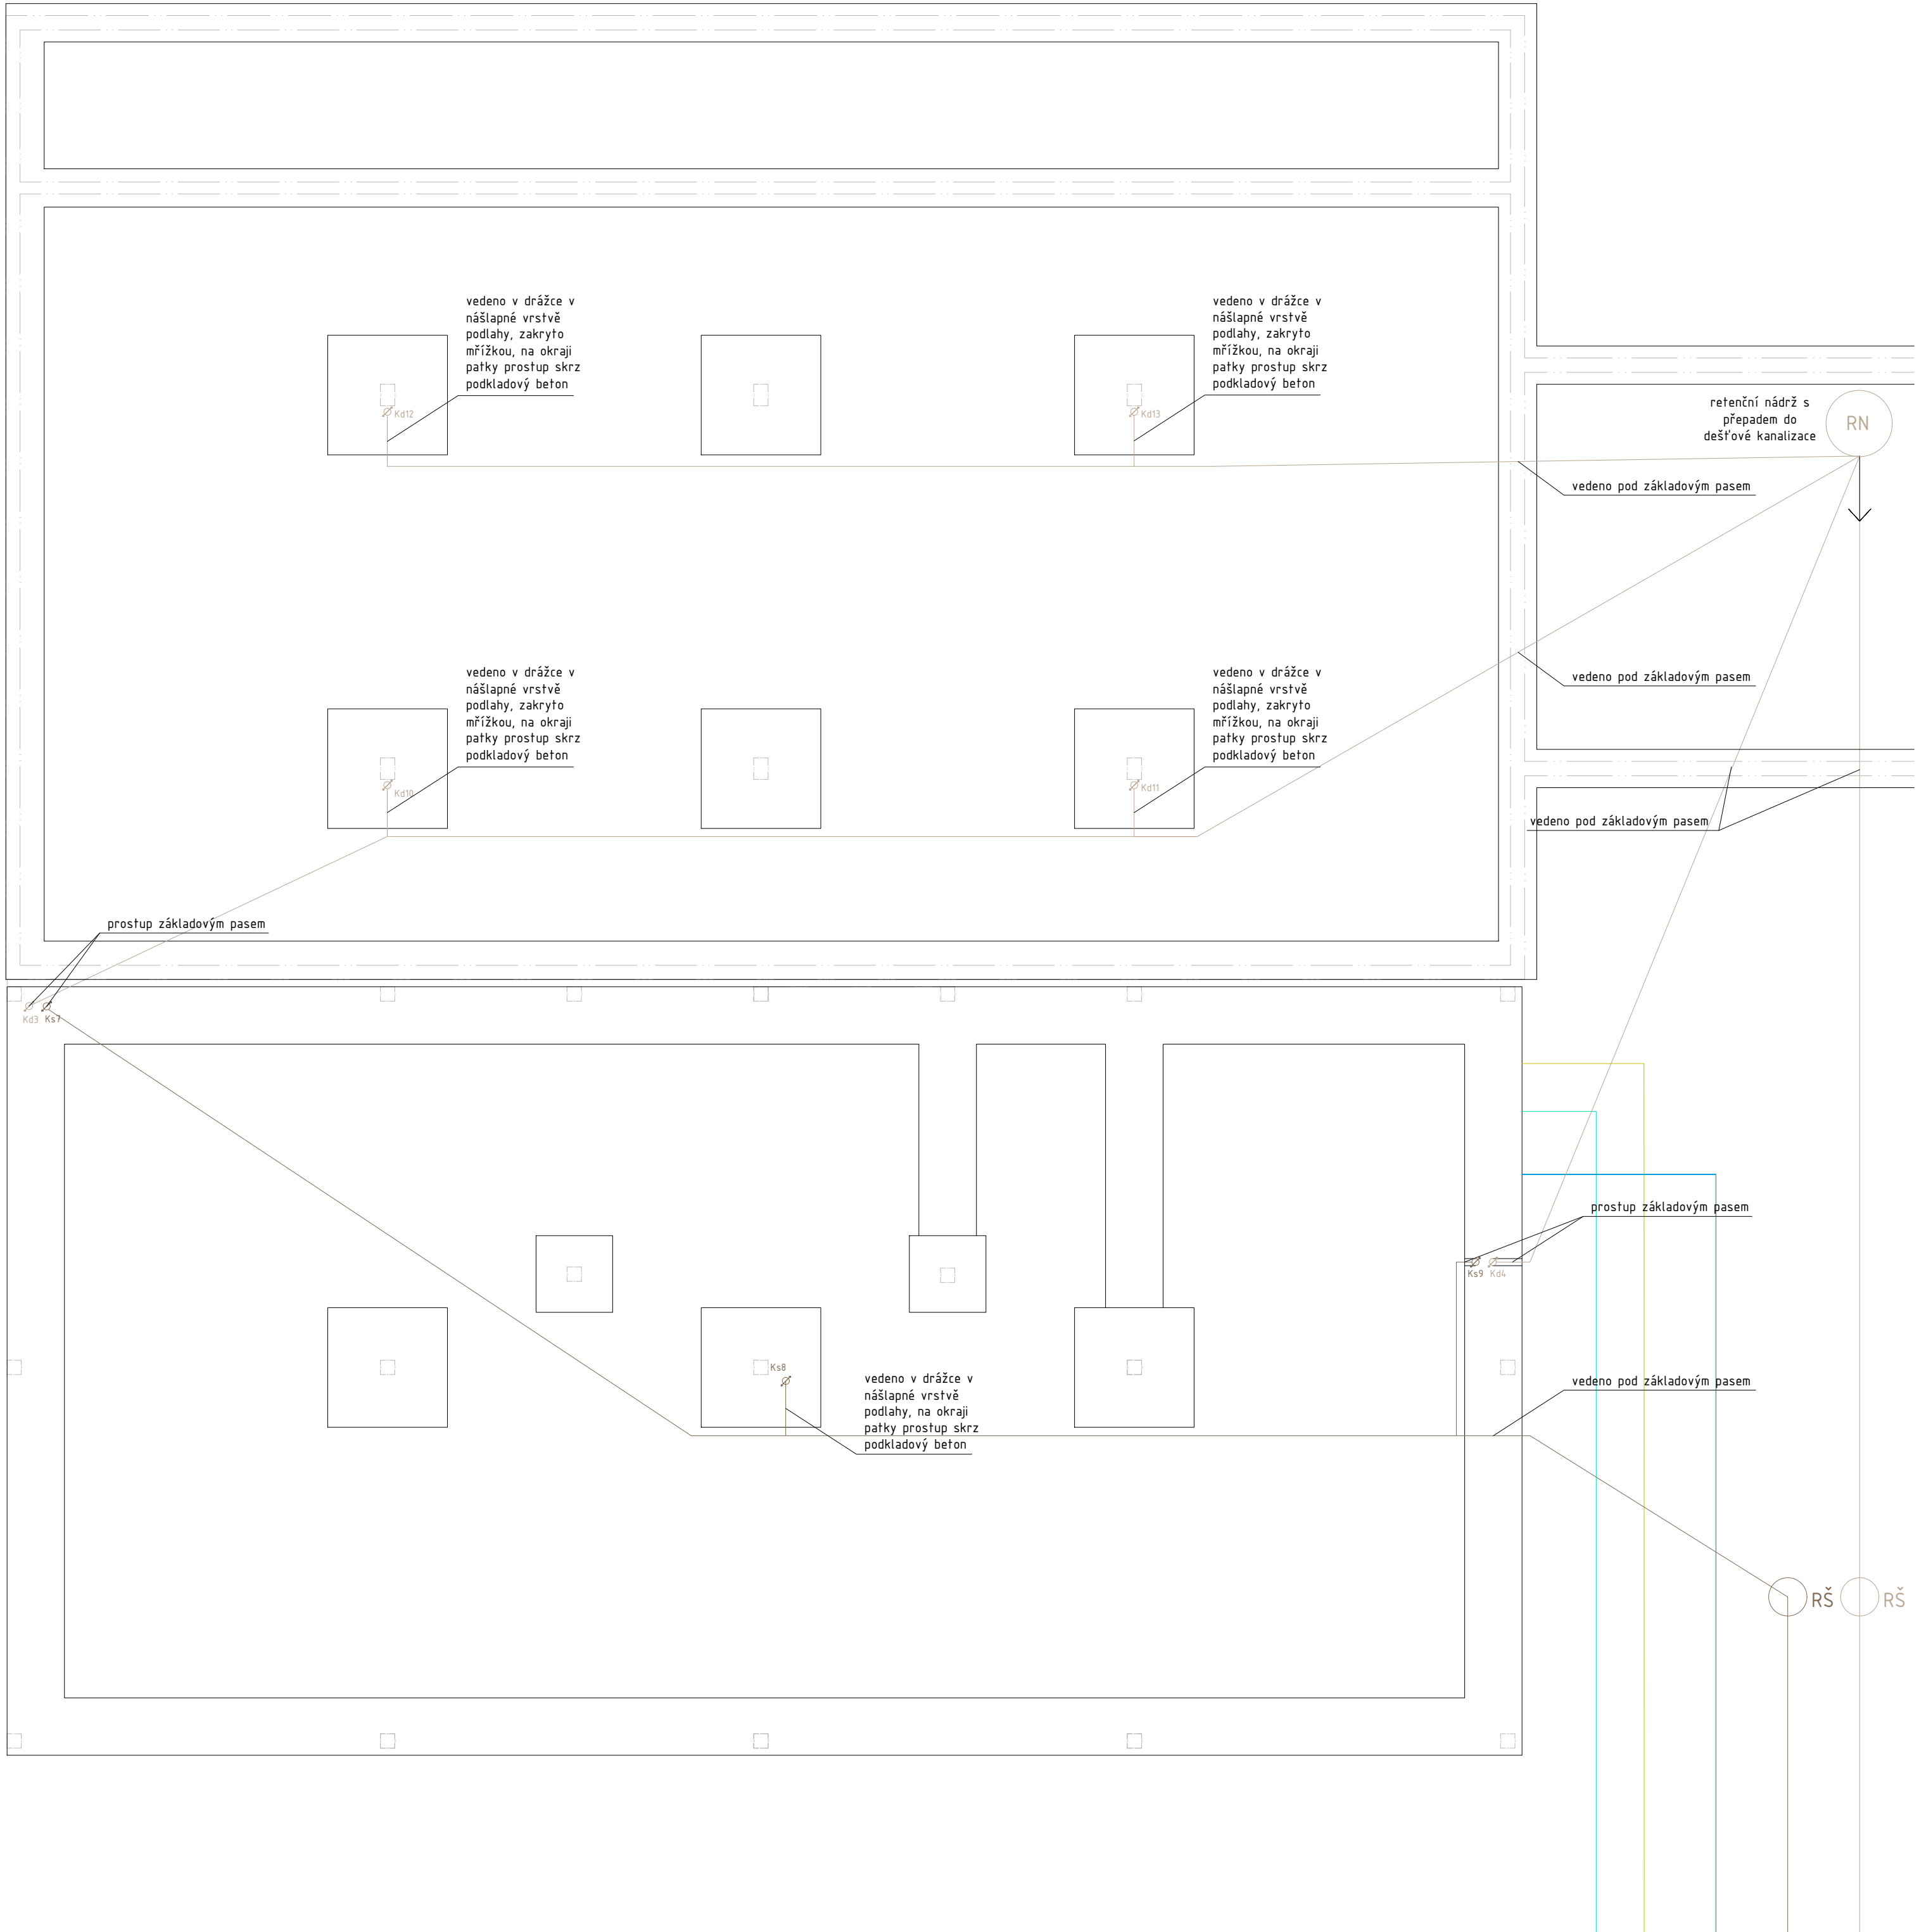 vedeno v drážce v
nášlapné vrstvě
podlahy, zakryto
mřížkou, na okraji
patky prostup skrz
podkladový beton
Kd12
vedeno v drážce v
nášlapné vrstvě
podlahy, zakryto
mřížkou, na okraji
patky prostup skrz
podkladový beton
Kd13
retenční nádrž s
přepadem do
dešťové kanalizace
RN
vedeno pod základovým pasem
vedeno v drážce v
nášlapné vrstvě
podlahy, zakryto
mřížkou, na okraji
patky prostup skrz
podkladový beton
Kd10
vedeno v drážce v
nášlapné vrstvě
podlahy, zakryto
mřížkou, na okraji
patky prostup skrz
podkladový beton
Kd11
vedeno pod základovým pasem
vedeno pod základovým pasem
prostup základovým pasem
Kd3 Ks7
prostup základovým pasem
Ks9 Kd4
Ks8
vedeno v drážce v
nášlapné vrstvě
podlahy, na okraji
patky prostup skrz
podkladový beton
vedeno pod základovým pasem
RŠ
RŠ